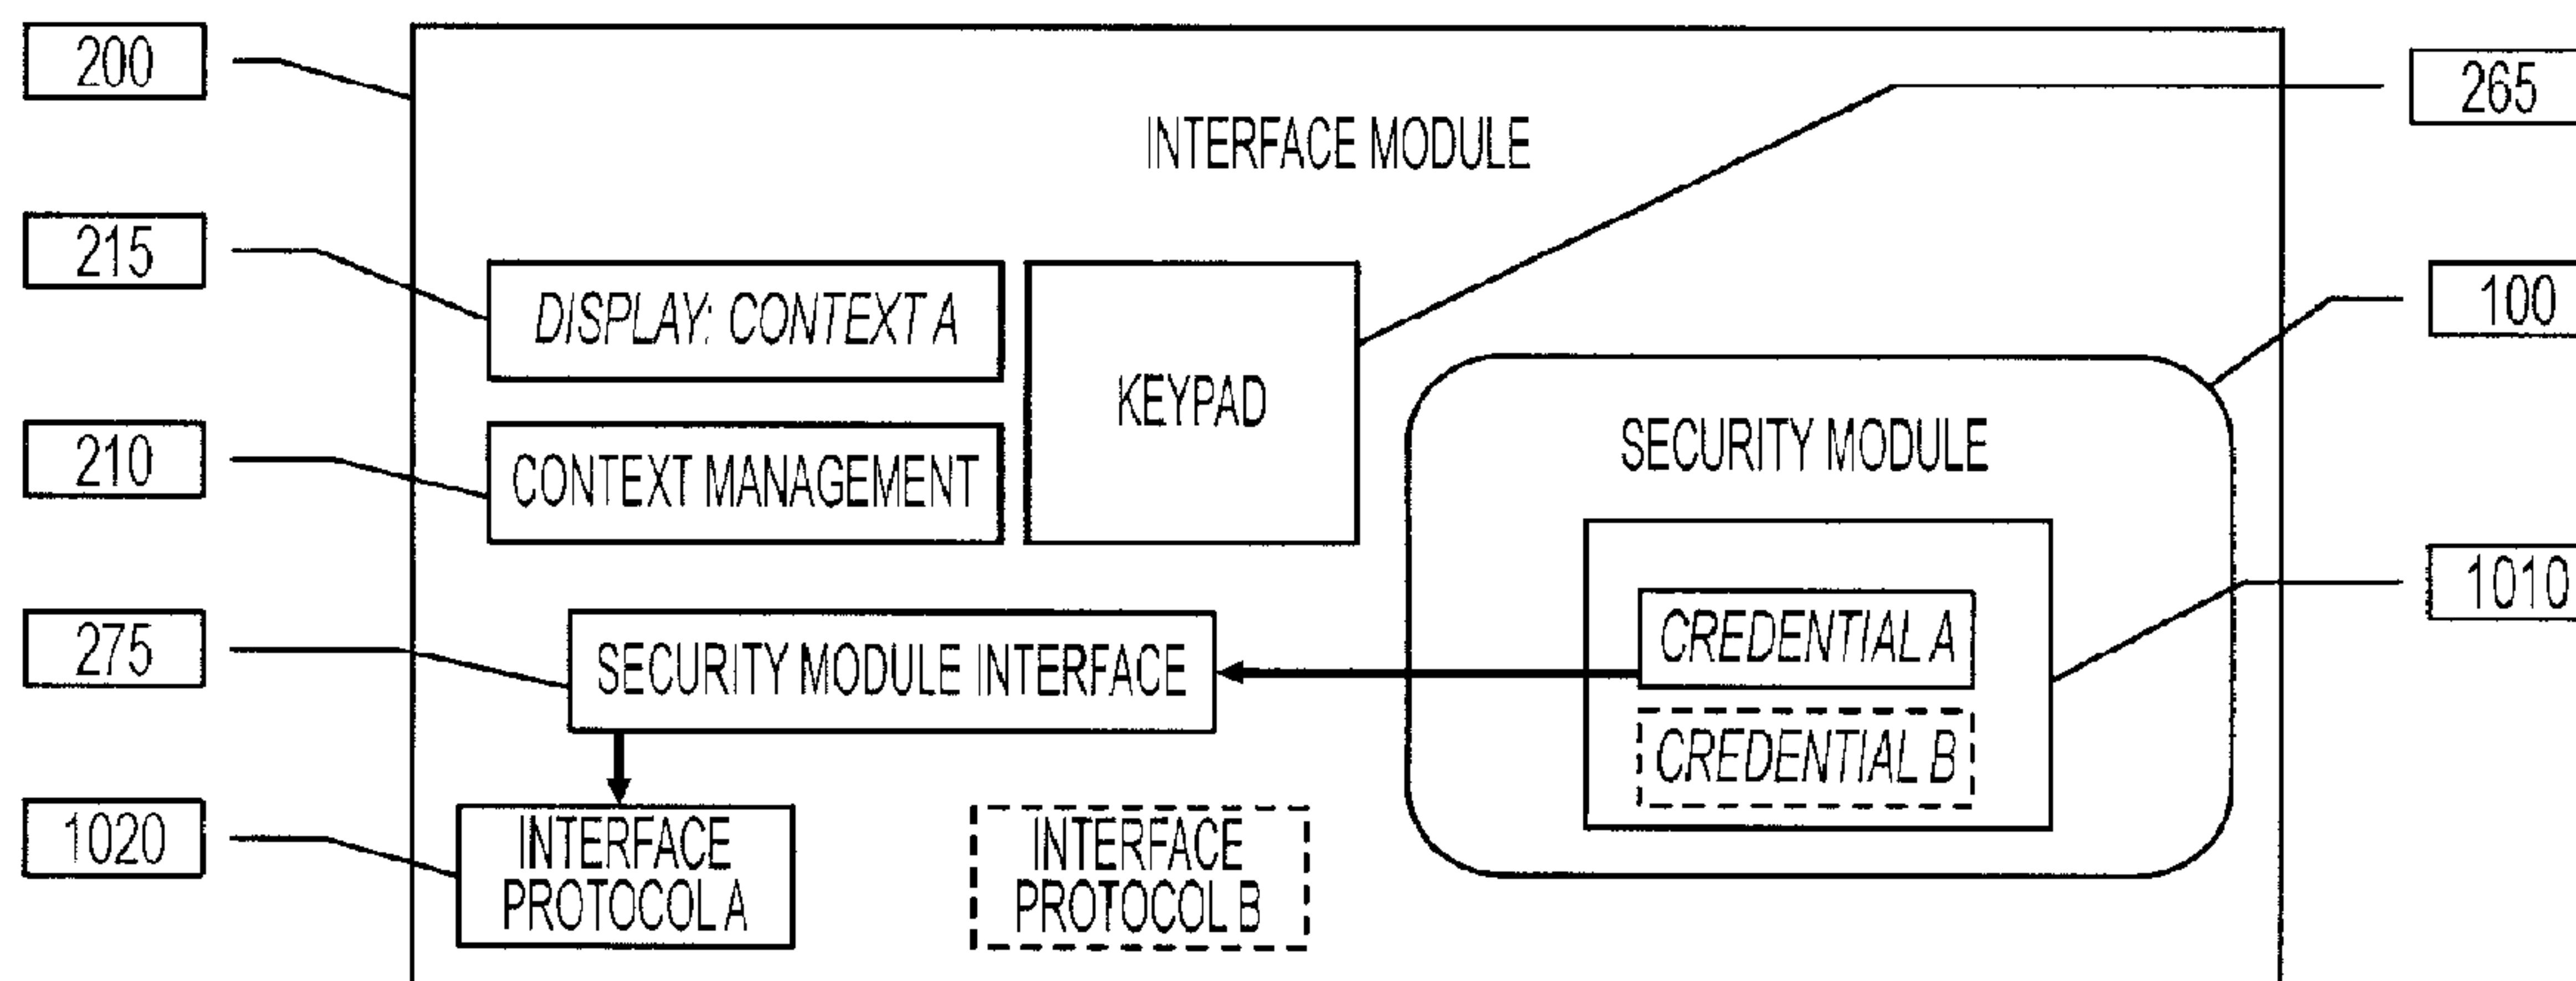 200
INTERFACE MODULE
265
215
DISPLAY: CONTEXT A
KEYPAD
100
210
CONTEXT MANAGEMENT
SECURITY MODULE
275
SECURITY MODULE INTERFACE
CREDENTIAL A
1010
CREDENTIAL B
1020
INTERFACE
PROTOCOL A
INTERFACE
PROTOCOL B